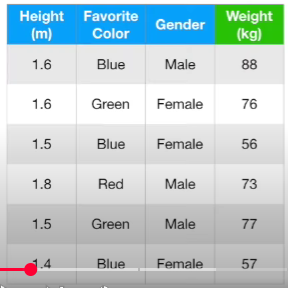 Height (m) Favorite Color Gender Weight (kg)
1.6 Blue Male 88
1.6 Green Female 76
1.5 Blue Female 56
1.8 Red Male 73
1.5 Green Male 77
1.4 Blue Female 57